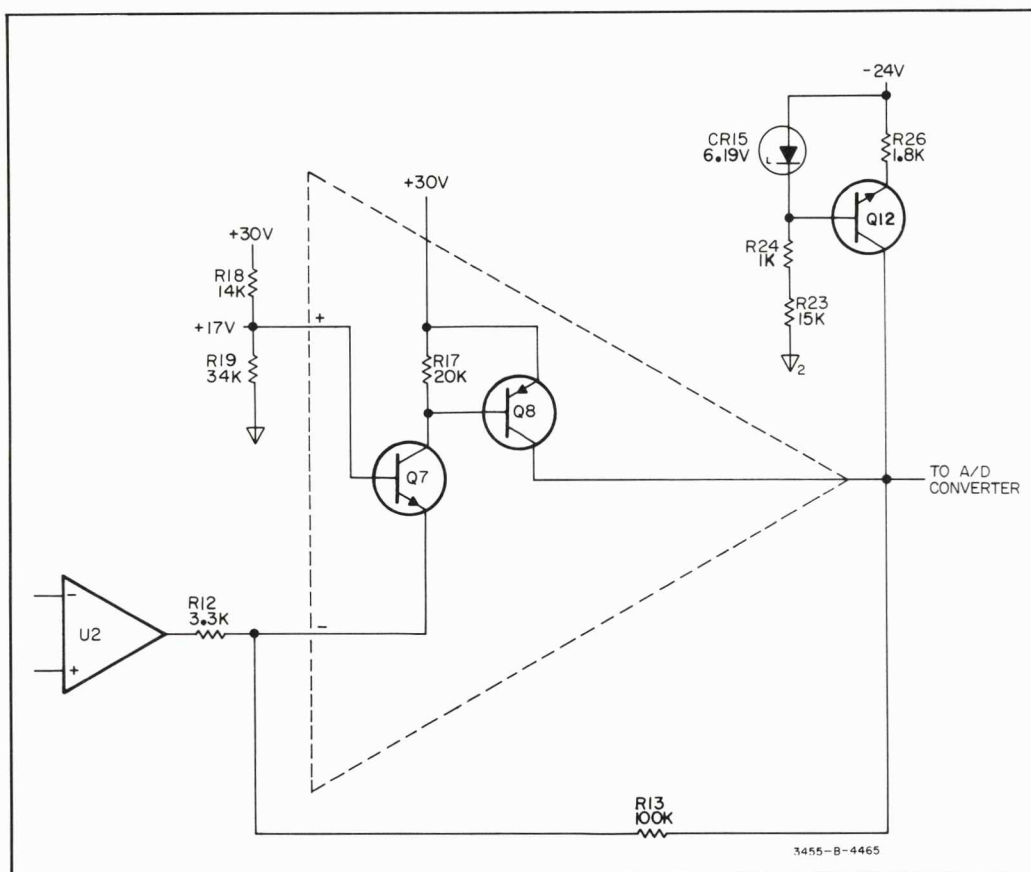 -24V
CR15
6.19V
L
R26
1.8K
Q12
R24
1K
R23
15K
2
+30V
+30V
R18
14K
+17V
+
R19
34K
R17
20K
Q8
Q7
TO A/D
CONVERTER
R12
3.3K
-
-
U2
+
R13
100K
3455-B-4465